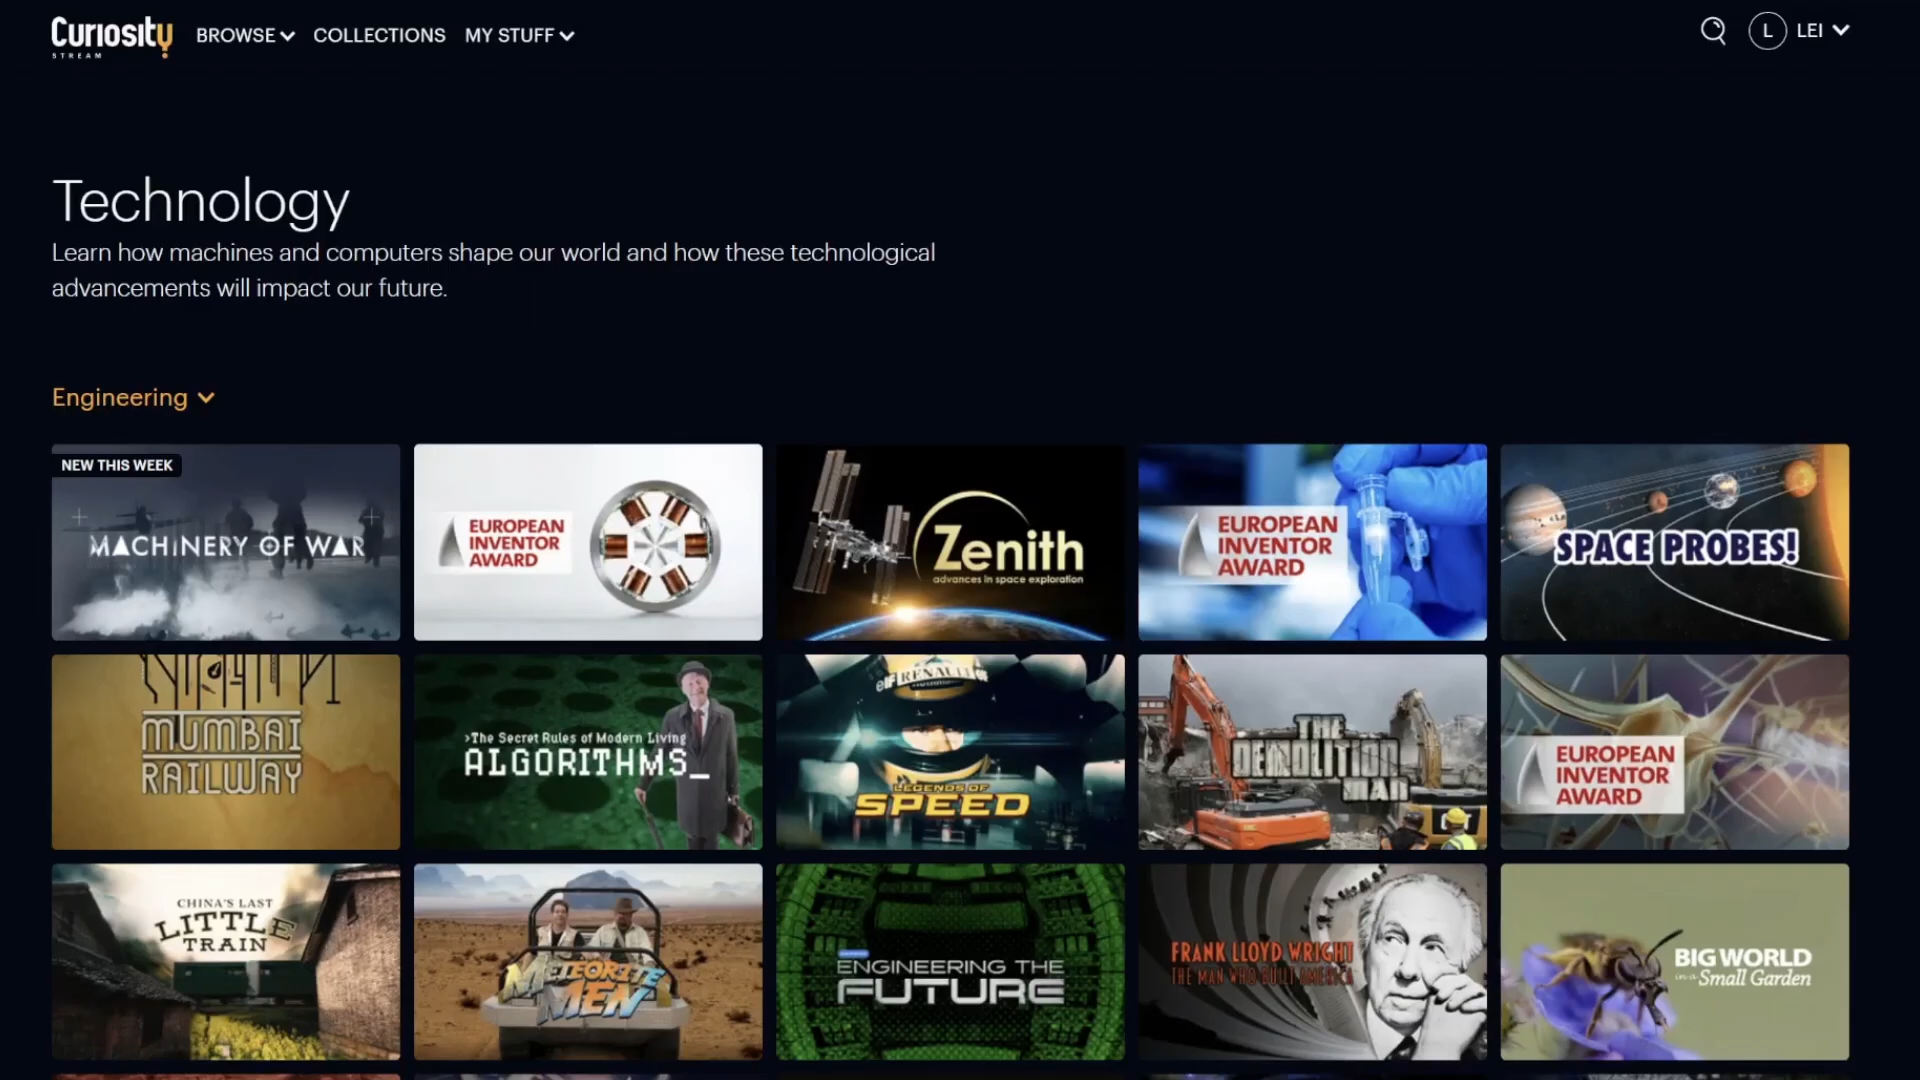 Curiosity
STREAM
BROWSE
COLLECTIONS
MY STUFF
L
LEI
Technology
Learn how machines and computers shape our world and how these technological
advancements will impact our future.
Engineering
NEW THIS WEEK
MACHINERY OF WAR
EUROPEAN
INVENTOR
AWARD
Zenith
advances in space exploration
EUROPEAN
INVENTOR
AWARD
SPACE PROBES!
MUMBAI
RAILWAY
>The Secret Rules of Modern Living
ALGORITHMS_
elf RENAULT elf
LEGENDS OF
SPEED
THE
DEMOLITION
MAN
CAT
EUROPEAN
INVENTOR
AWARD
CHINA'S LAST
LITTLE
TRAIN
METEORITE
MEN
ENGINEERING THE
FUTURE
FRANK LLOYD WRIGHT
THE MAN WHO BUILT AMERICA
BIG WORLD
in a Small Garden